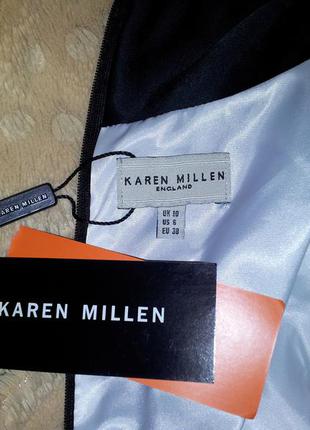 KAREN MILLEN
ENGLAND
UK 10
US 6
EU 38
KAREN MILLEN
KAREN MILLEN